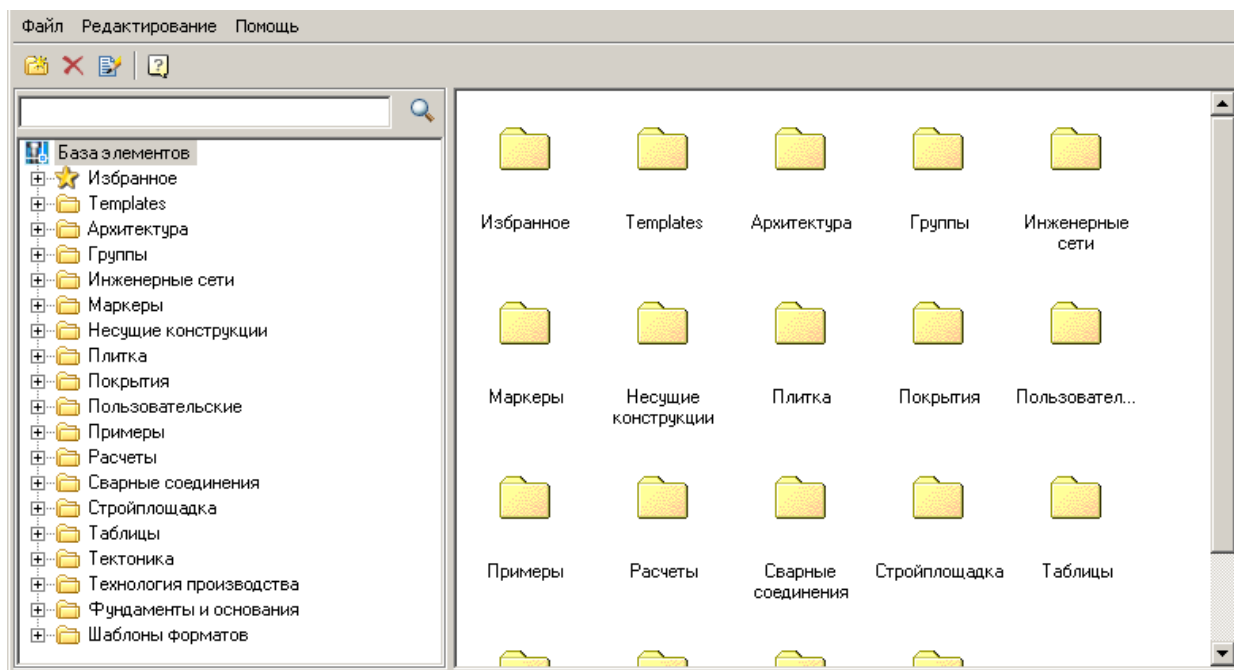 Файл Редактирование Помощь
База элементов
Избранное
Templates
Архитектура
Группы
Инженерные сети
Маркеры
Несущие конструкции
Плитка
Покрытия
Пользовательские
Примеры
Расчеты
Сварные соединения
Стройплощадка
Таблицы
Тектоника
Технология производства
Фундаменты и основания
Шаблоны форматов
Избранное Templates Архитектура Группы Инженерные
сети
Маркеры Несущие Плитка Покрытия Пользовател...
конструкции
Примеры Расчеты Сварные Стройплощадка Таблицы
соединения